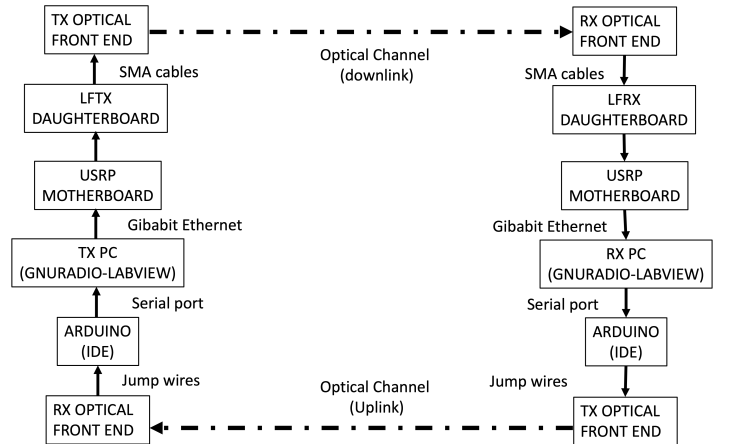 TX OPTICAL
FRONT END
SMA cables
LFTX
DAUGHTERBOARD
USRP
MOTHERBOARD
Gibabit Ethernet
TX PC
(GNURADIO-LABVIEW)
Serial port
ARDUINO
(IDE)
Jump wires
RX OPTICAL
FRONT END
Optical Channel
(downlink)
Optical Channel
(Uplink)
RX OPTICAL
FRONT END
SMA cables
LFRX
DAUGHTERBOARD
USRP
MOTHERBOARD
Gibabit Ethernet
RX PC
(GNURADIO-LABVIEW)
Serial port
ARDUINO
(IDE)
Jump wires
TX OPTICAL
FRONT END